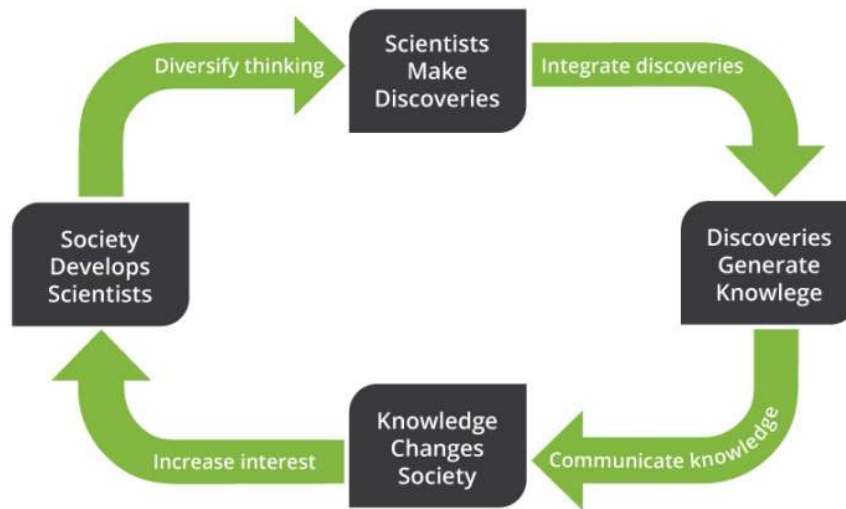 Diversify thinking
Scientists
Make
Discoveries
Integrate discoveries
Society
Develops
Scientists
Discoveries
Generate
Knowlege
Increase interest
Knowledge
Changes
Society
Communicate knowledge